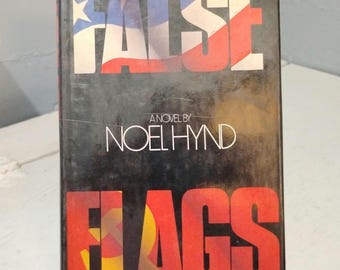 FALSE
A NOVEL BY
NOEL HYND
FLAGS